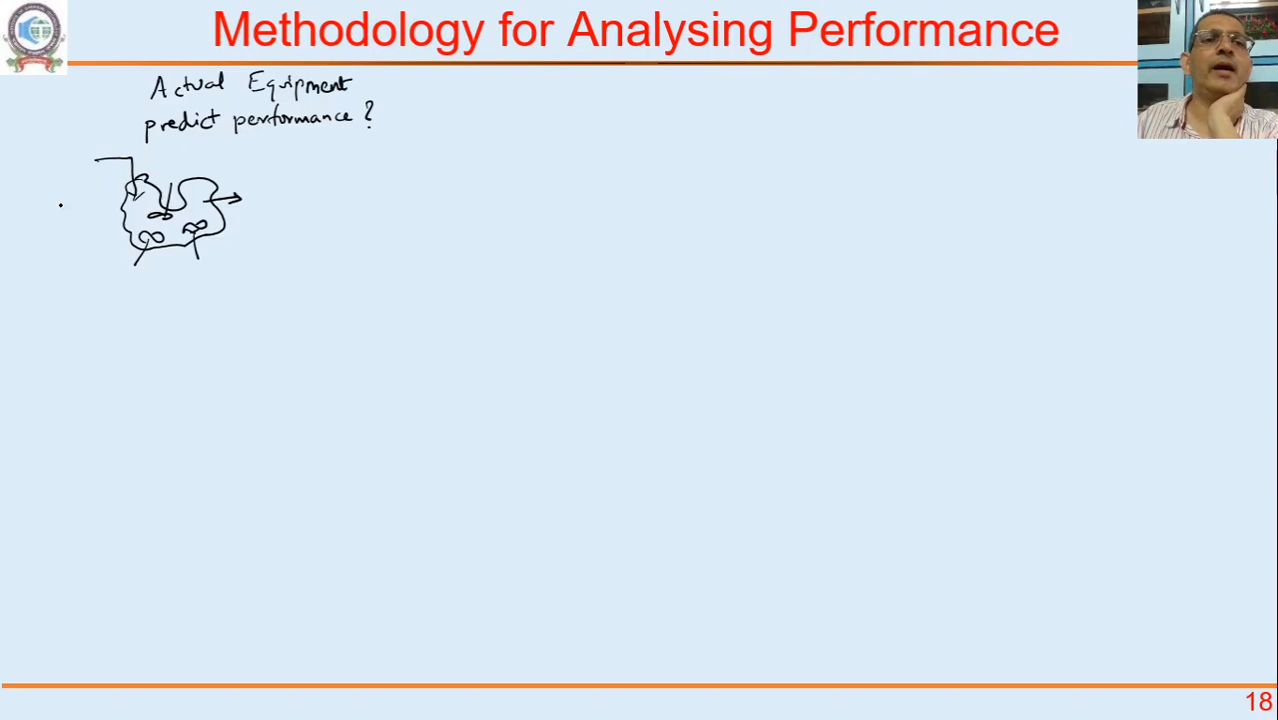 Methodology for Analysing Performance
Actual Equipment
predict performance ?
18